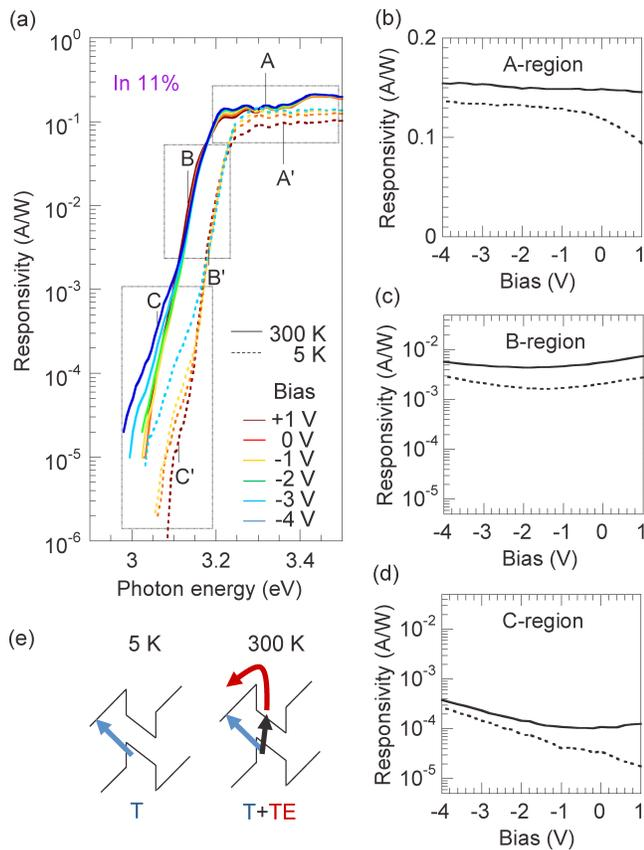 (a)
In 11%
A
A'
B
B'
C
C'
300 K
5 K
Bias
+1 V
0 V
-1 V
-2 V
-3 V
-4 V
10⁰
10⁻¹
10⁻²
10⁻³
10⁻⁴
10⁻⁵
10⁻⁶
Responsivity (A/W)
3 3.2 3.4
Photon energy (eV)
(b)
A-region
0.2
0.1
0
Responsivity (A/W)
-4 -3 -2 -1 0 1
Bias (V)
(c)
B-region
10⁻²
10⁻³
10⁻⁴
10⁻⁵
Responsivity (A/W)
-4 -3 -2 -1 0 1
Bias (V)
(d)
C-region
10⁻²
10⁻³
10⁻⁴
10⁻⁵
Responsivity (A/W)
-4 -3 -2 -1 0 1
Bias (V)
(e)
5 K 300 K
T T+TE